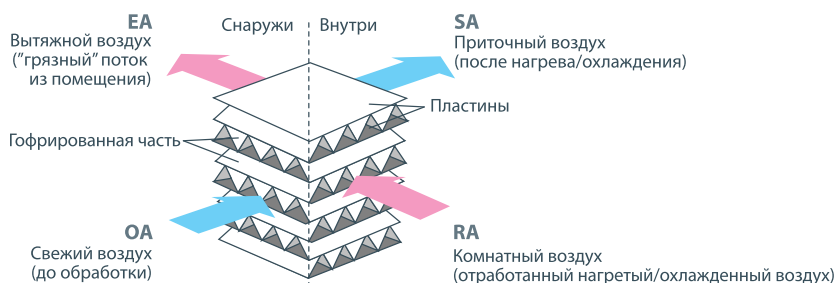 EA
Вытяжной воздух
("грязный" поток
из помещения)
Снаружи
Внутри
SA
Приточный воздух
(после нагрева/охлаждения)
Пластины
Гофрированная часть
OA
Свежий воздух
(до обработки)
RA
Комнатный воздух
(отработанный нагретый/охлажденный воздух)